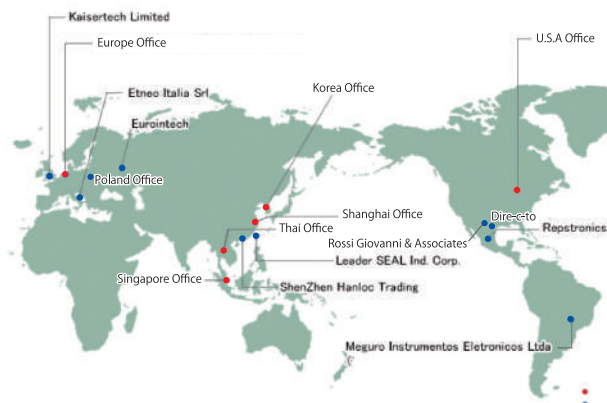 Kaisertech Limited
Europe Office
U.S.A Office
Korea Office
Etneo Italia Srl
Eurointech
Poland Office
Shanghai Office
Dire-c-to
Thai Office
Repstronics
Rossi Giovanni & Associates
Leader SEAL Ind. Corp.
Singapore Office
ShenZhen Hanloc Trading
Meguro Instrumentos Eletronicos Ltda